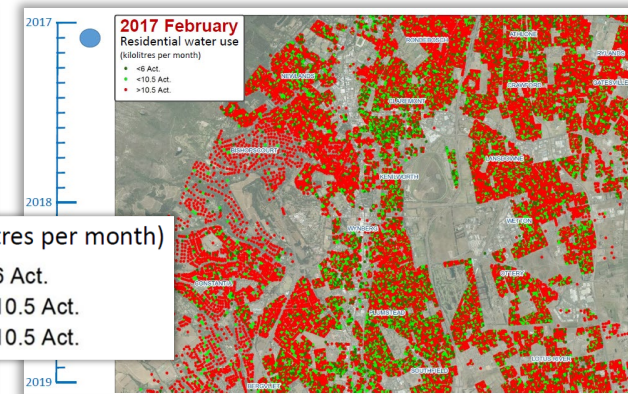 2017
2017 February
Residential water use
(kilolitres per month)
<6 Act.
<10.5 Act.
>10.5 Act.
RONDEBOSCH
ATHLONE
RYLANDS
NEWLANDS
CRAWFORD
GATESVILLE
CLAREMONT
BISHOPSCOURT
LANSDOWNE
KENILWORTH
2018
WYNBERG
WETTON
tres per month)
6 Act.
10.5 Act.
10.5 Act.
OTTERY
CONSTANTIA
PLUMSTEAD
LOTUS RIVER
SOUTHFIELD
2019
BERGVLIET